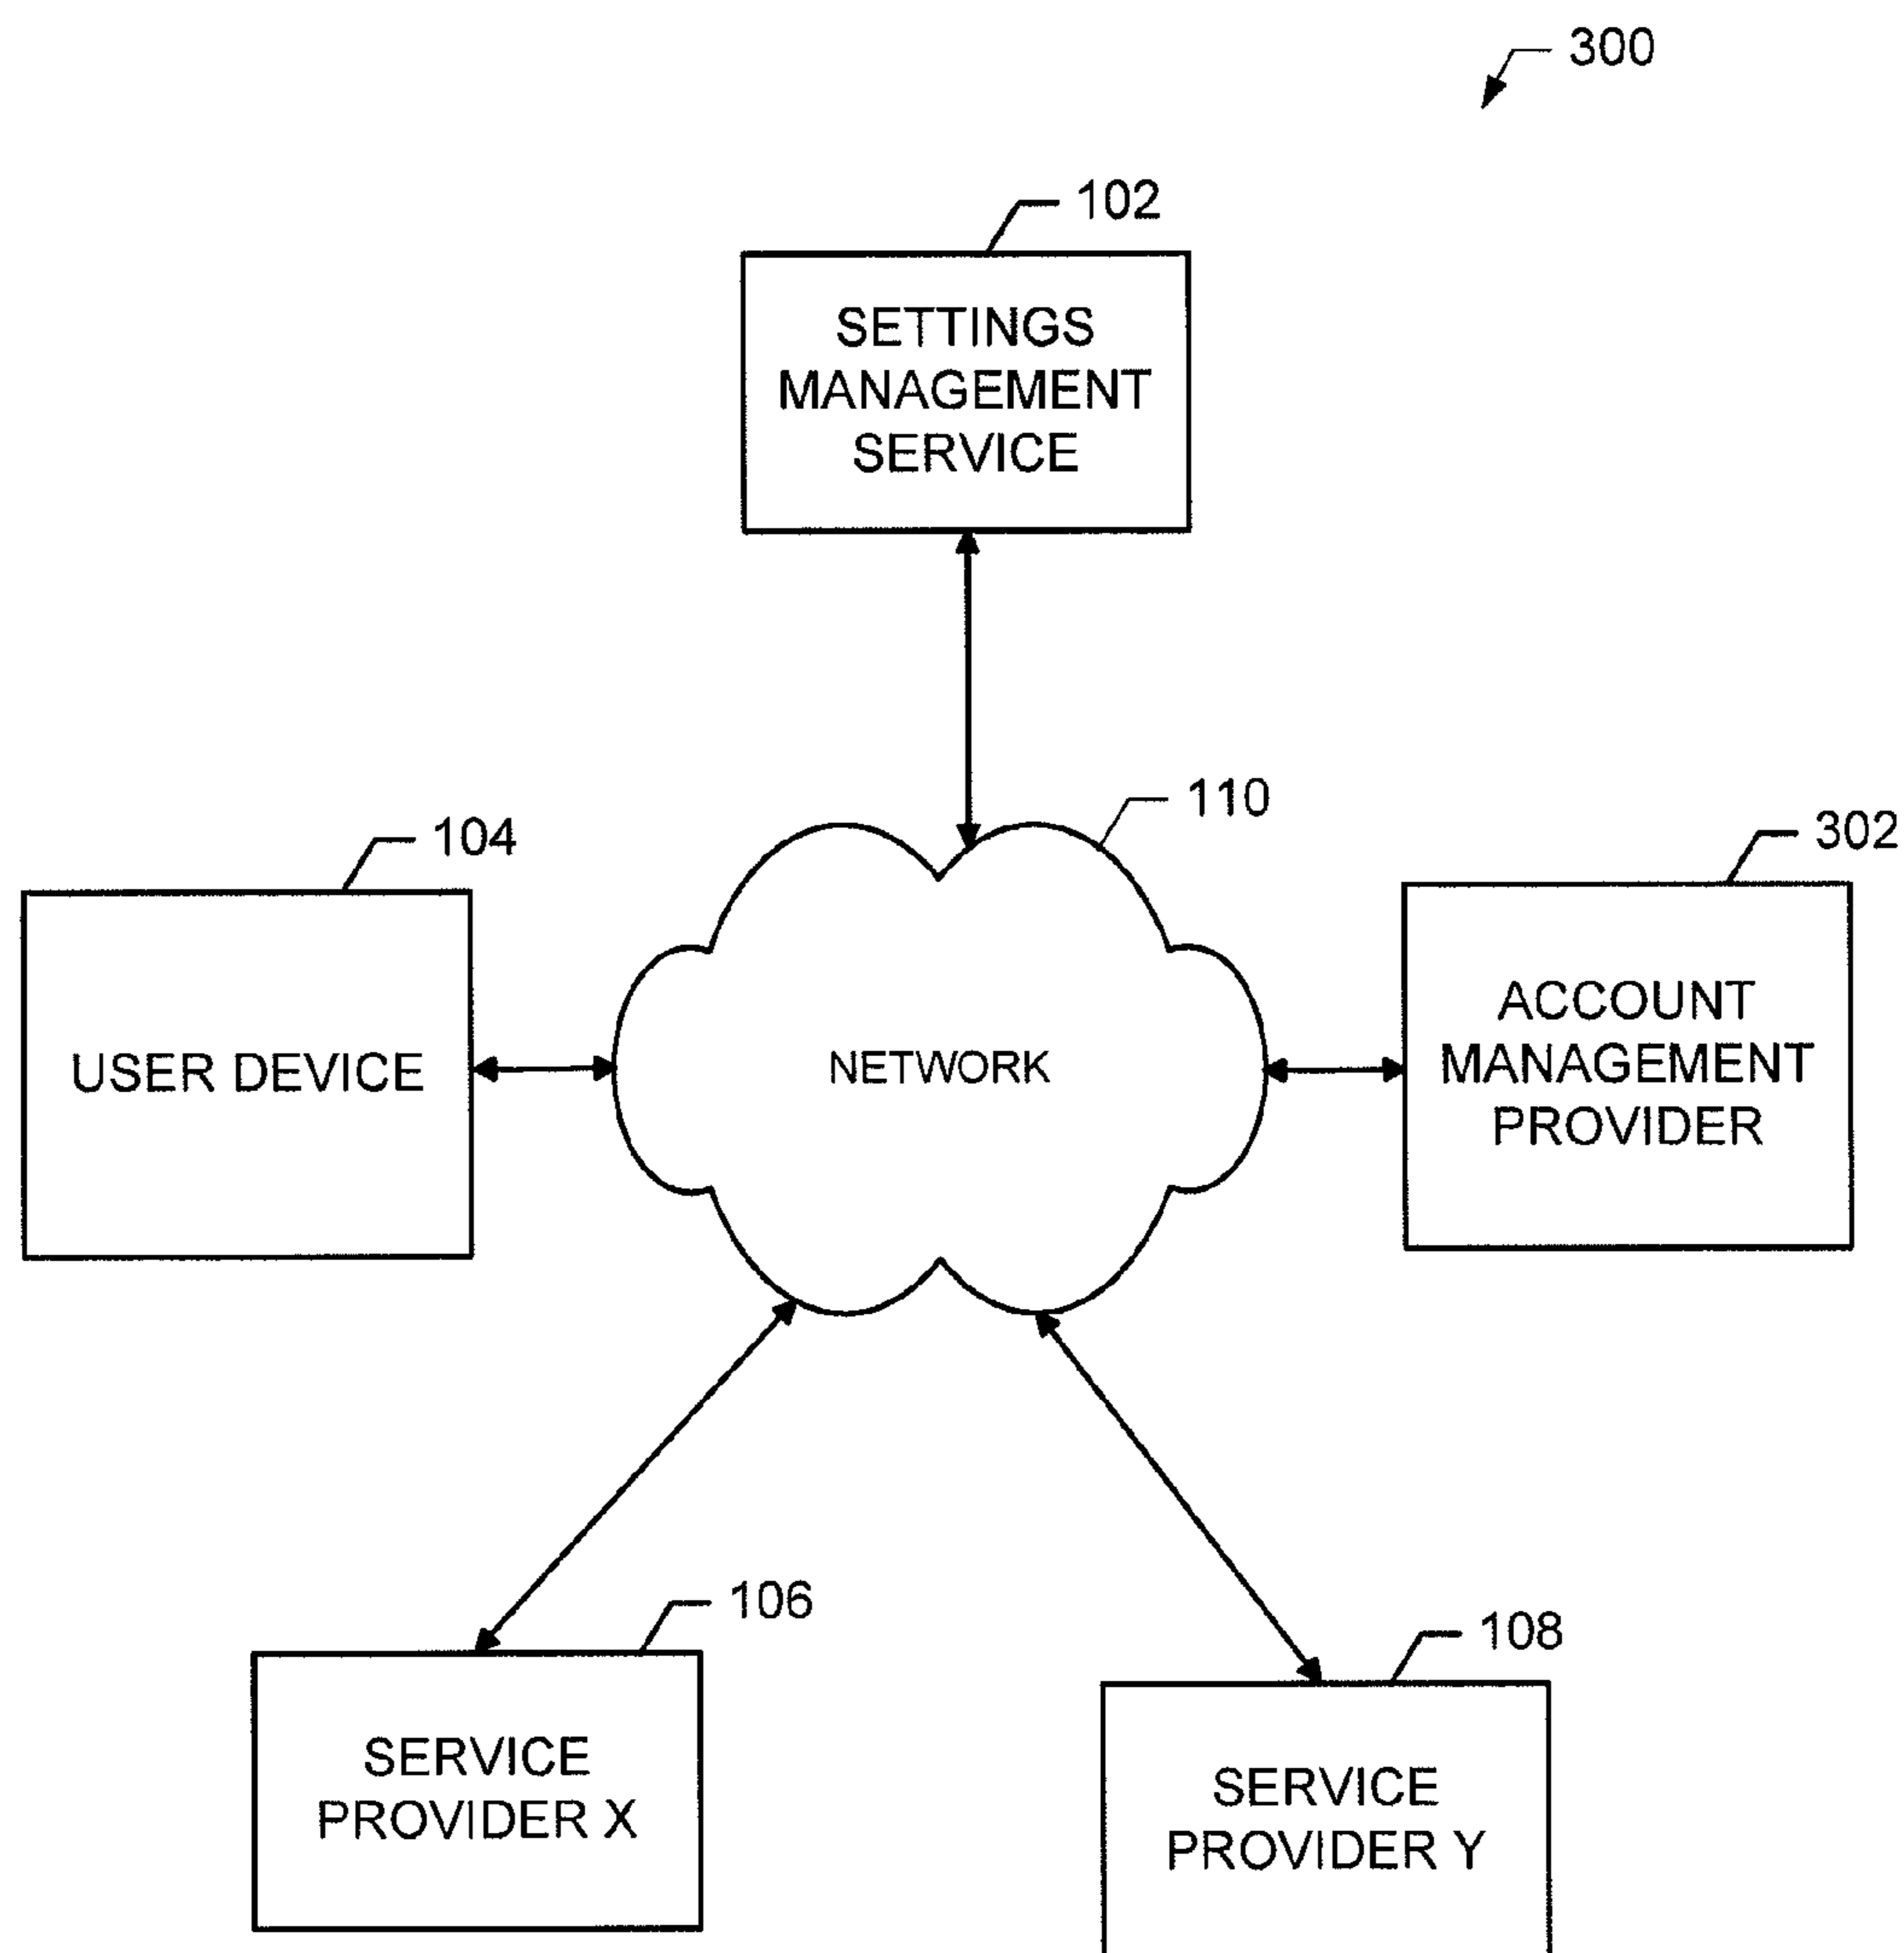 300
102
SETTINGS
MANAGEMENT
SERVICE
110
104
302
USER DEVICE
NETWORK
ACCOUNT
MANAGEMENT
PROVIDER
106
108
SERVICE
PROVIDER X
SERVICE
PROVIDER Y